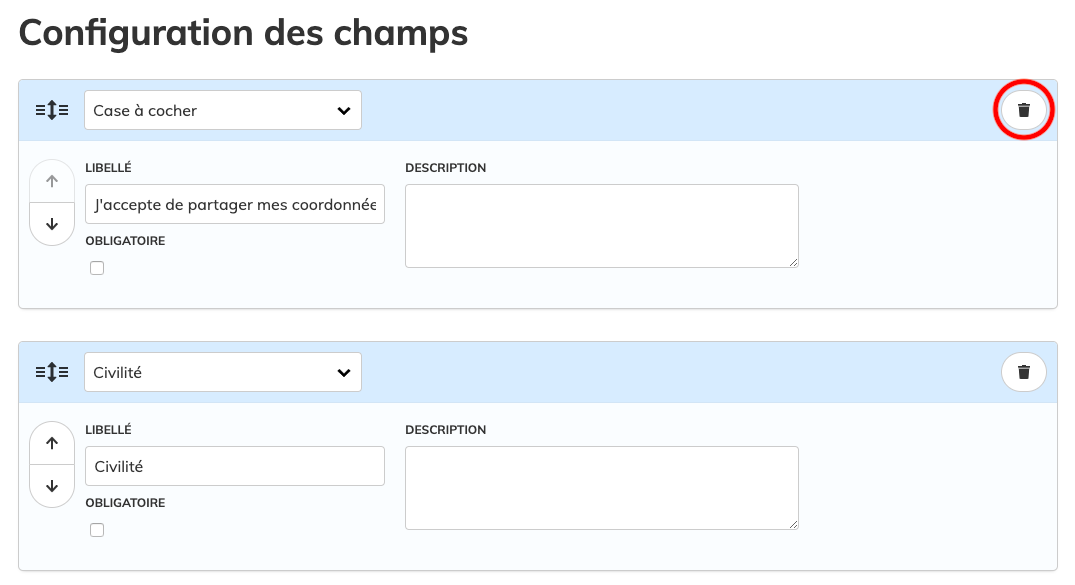 Configuration des champs
Case à cocher
LIBELLÉ
DESCRIPTION
J'accepte de partager mes coordonnée
OBLIGATOIRE
Civilité
LIBELLÉ
DESCRIPTION
Civilité
OBLIGATOIRE